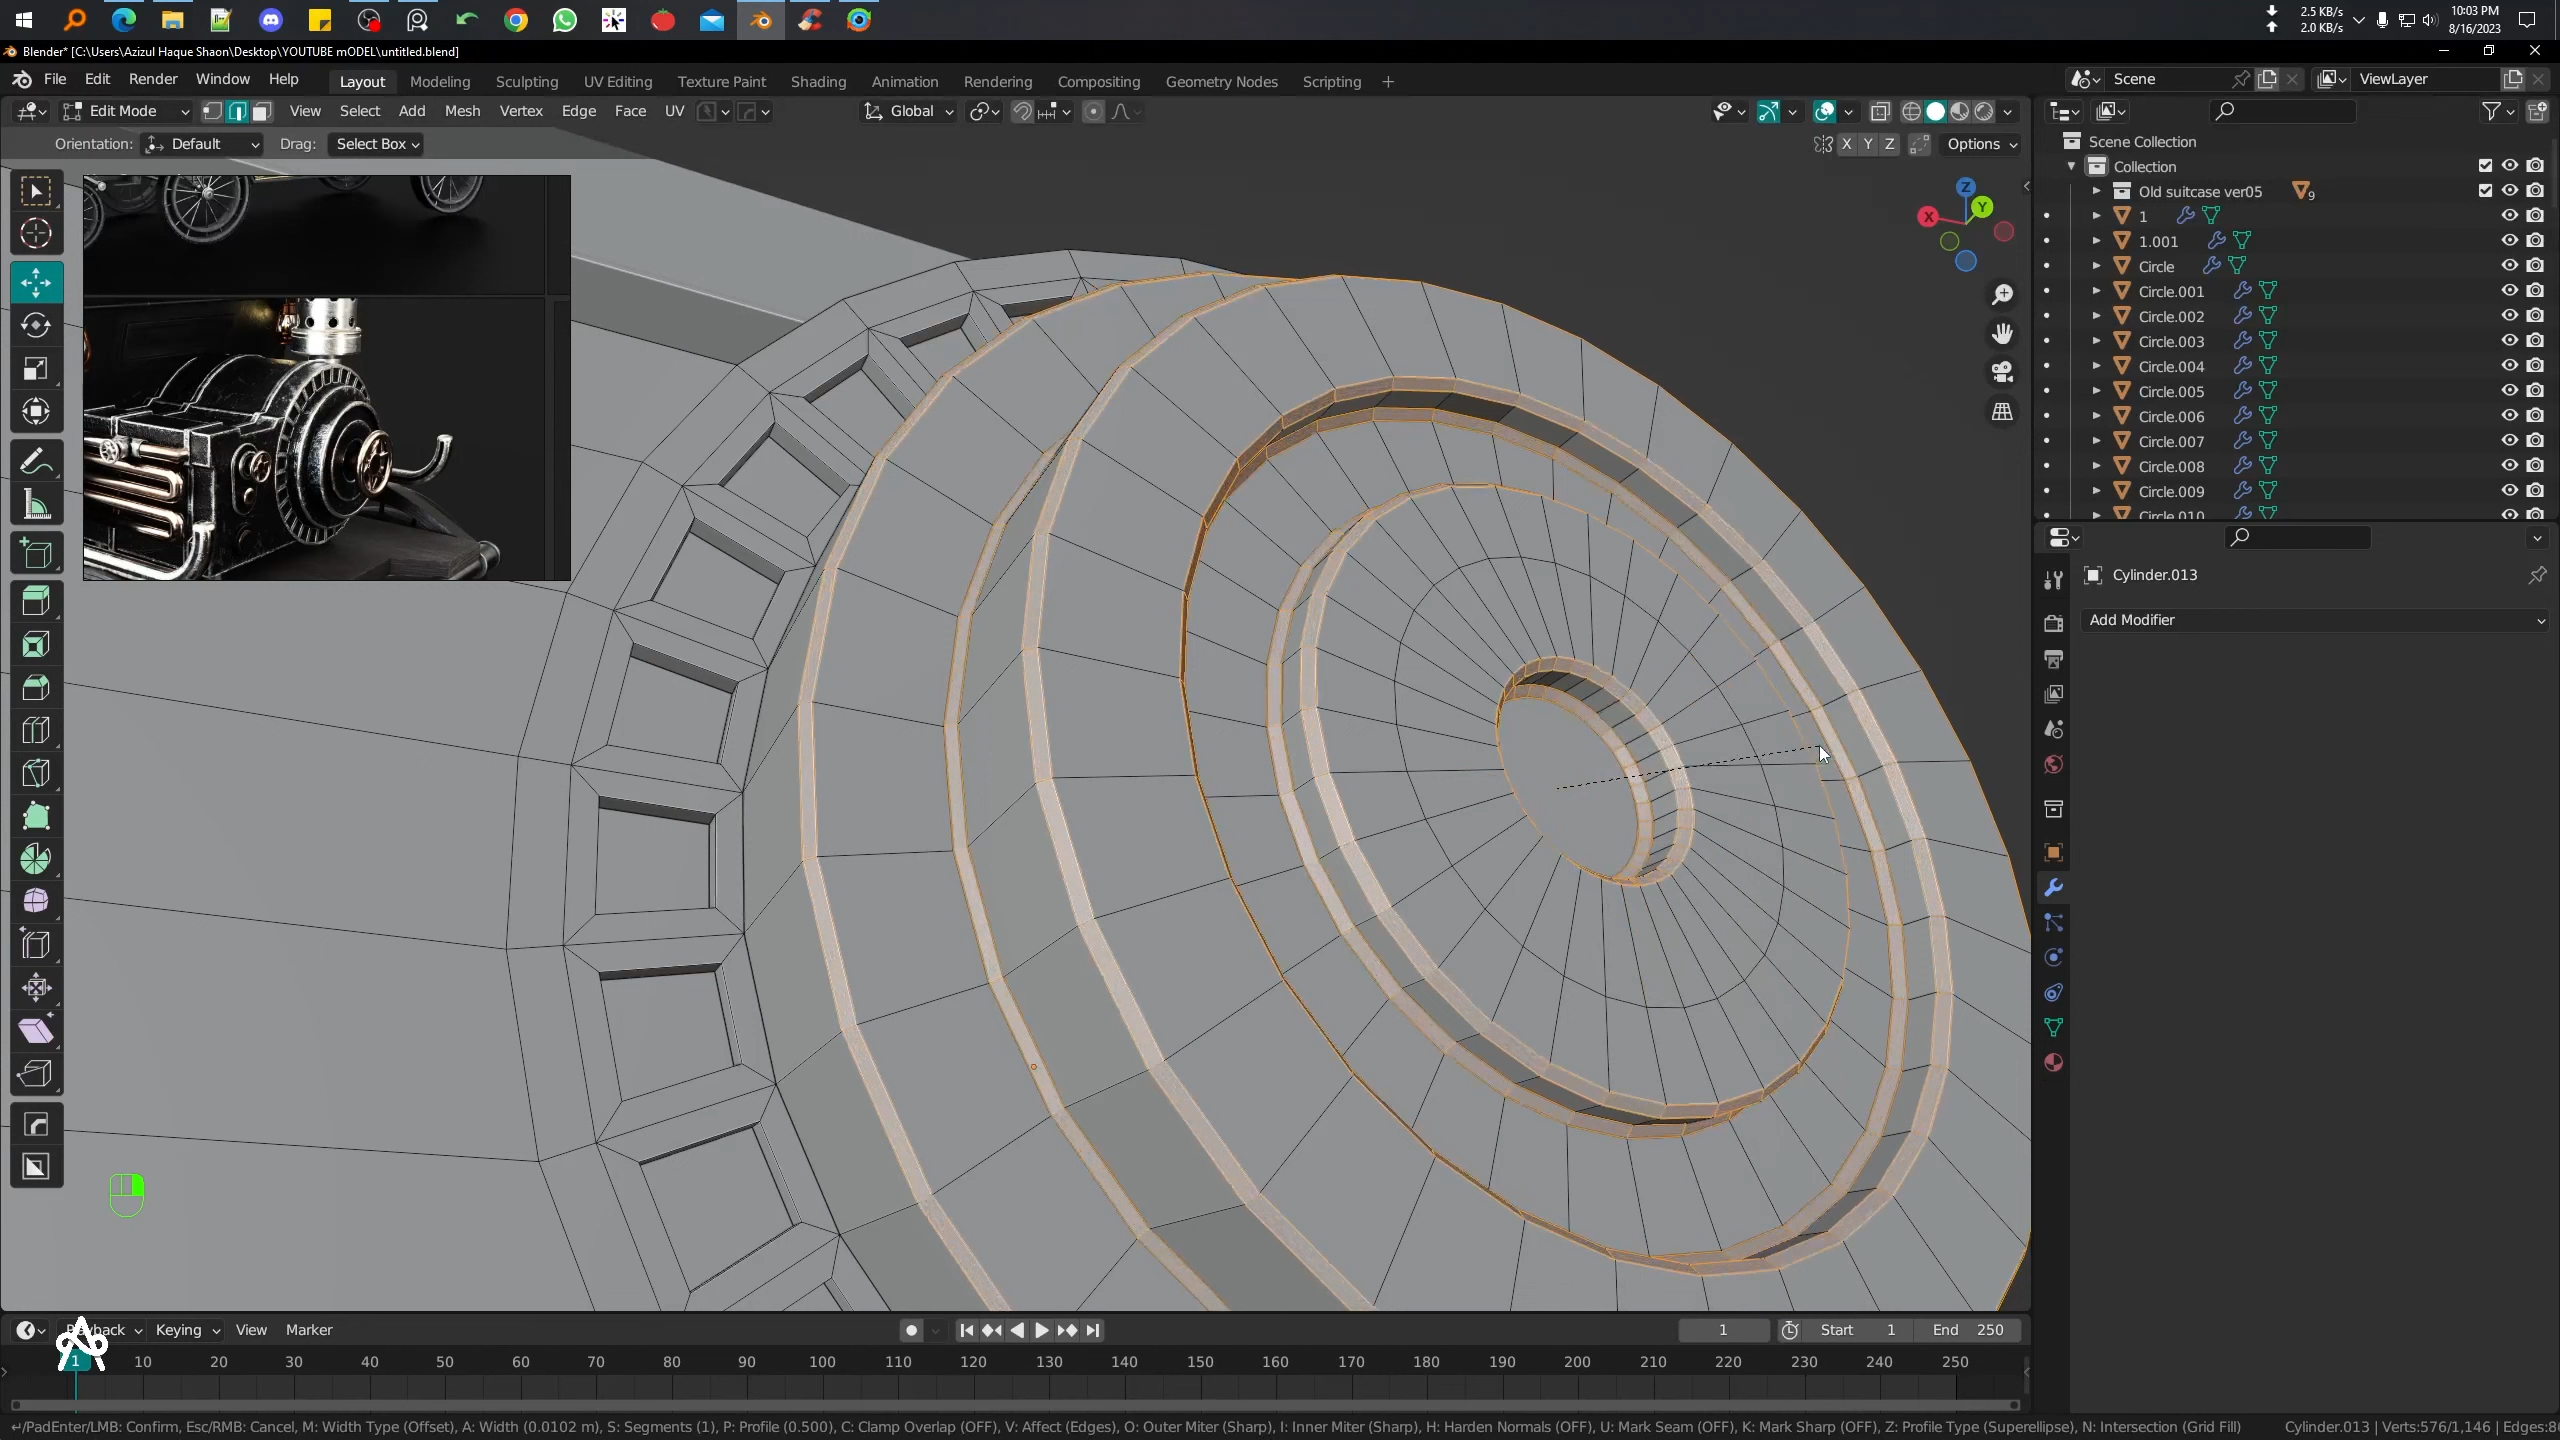 2.5 KB/s
2.0 KB/s
10:03 PM
8/16/2023
Blender* [C:\Users\Azizul Haque Shaon\Desktop\YOUTUBE mODEL\untitled.blend]
File Edit Render Window Help Layout Modeling Sculpting UV Editing Texture Paint Shading Animation Rendering Compositing Geometry Nodes Scripting + Scene ViewLayer
Edit Mode View Select Add Mesh Vertex Edge Face UV Global
Orientation: Default Drag: Select Box X Y Z Options
Scene Collection
Collection
Old suitcase ver05 9
1
1.001
Circle
Circle.001
Circle.002
Circle.003
Circle.004
Circle.005
Circle.006
Circle.007
Circle.008
Circle.009
Circle.010
Z
Y
X
Cylinder.013
Add Modifier
Playback Keying View Marker 1 Start 1 End 250
1 10 20 30 40 50 60 70 80 90 100 110 120 130 140 150 160 170 180 190 200 210 220 230 240 250
↵/PadEnter/LMB: Confirm, Esc/RMB: Cancel, M: Width Type (Offset), A: Width (0.0102 m), S: Segments (1), P: Profile (0.500), C: Clamp Overlap (OFF), V: Affect (Edges), O: Outer Miter (Sharp), I: Inner Miter (Sharp), H: Harden Normals (OFF), U: Mark Seam (OFF), K: Mark Sharp (OFF), Z: Profile Type (Superellipse), N: Intersection (Grid Fill) Cylinder.013 | Verts:576/1,146 | Edges:8